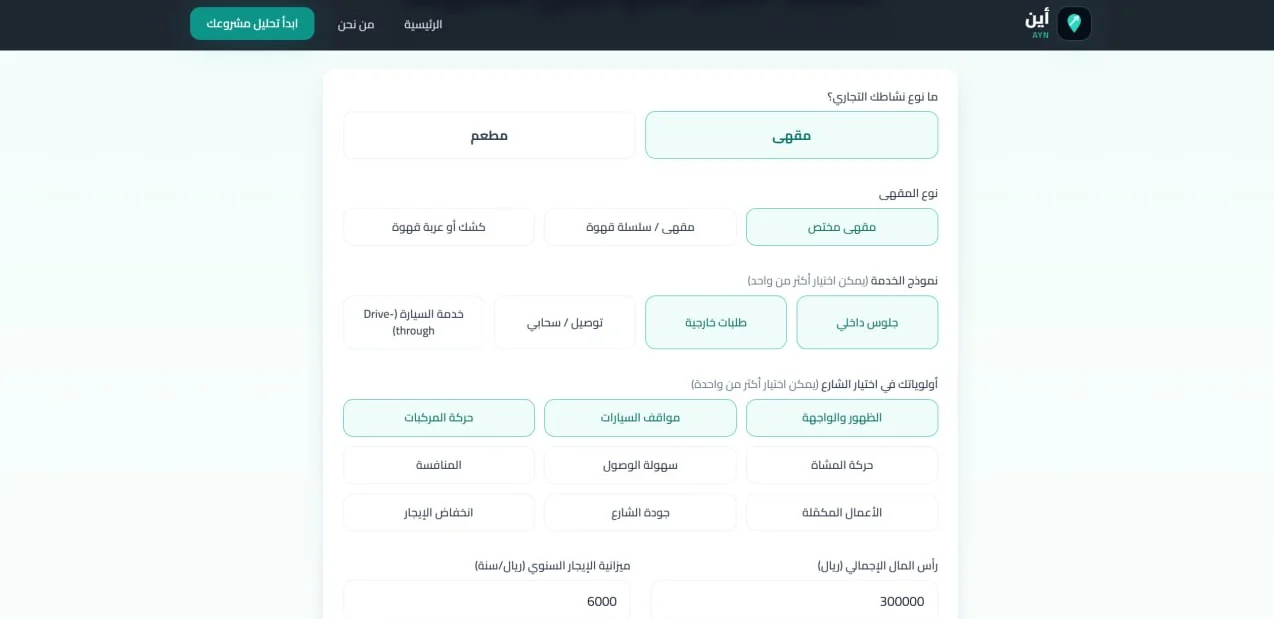 أين
AYN
الرئيسية
من نحن
ابدأ تحليل مشروعك
ما نوع نشاطك التجاري؟
مقهى
مطعم
نوع المقهى
مقهى مختص
مقهى / سلسلة قهوة
كشك أو عربة قهوة
نموذج الخدمة (يمكن اختيار أكثر من واحد)
جلوس داخلي
طلبات خارجية
توصيل / سحابي
خدمة السيارة (Drive-
through)
أولوياتك في اختيار الشارع (يمكن اختيار أكثر من واحدة)
الظهور والواجهة
مواقف السيارات
حركة المركبات
حركة المشاة
سهولة الوصول
المنافسة
الأعمال المكمّلة
جودة الشارع
انخفاض الإيجار
رأس المال الإجمالي (ريال)
ميزانية الإيجار السنوي (ريال/سنة)
300000
6000